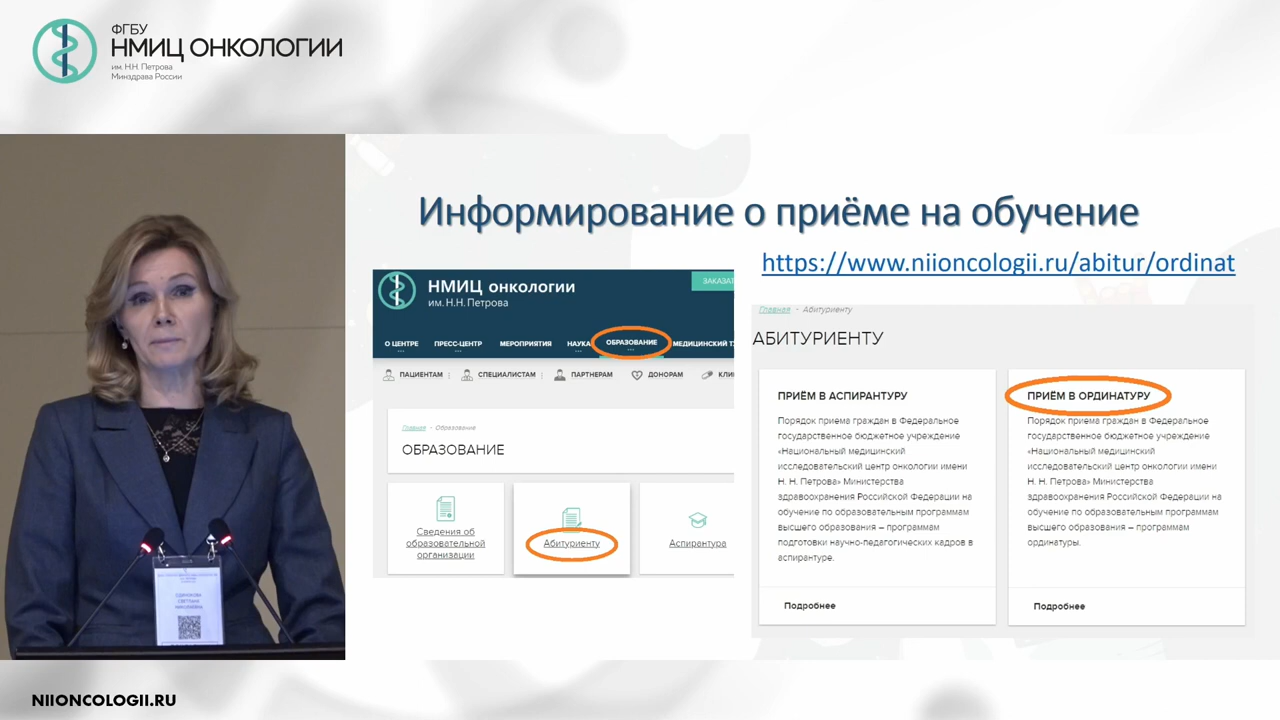 ФГБУ
НМИЦ ОНКОЛОГИИ
им. Н.Н. Петрова
Минздрава России
Информирование о приёме на обучение
https://www.niioncologii.ru/abitur/ordinat
НМИЦ онкологии
им. Н.Н. Петрова
ЗАКАЗАТ
О ЦЕНТРЕ
ПРЕСС-ЦЕНТР
МЕРОПРИЯТИЯ
НАУКА
ОБРАЗОВАНИЕ
МЕДИЦИНСКИЙ Т
ПАЦИЕНТАМ
СПЕЦИАЛИСТАМ
ПАРТНЕРАМ
ДОНОРАМ
КЛИ
Главная - Образование
ОБРАЗОВАНИЕ
Сведения об
образовательной
организации
Абитуриенту
Аспирантура
Главная - Абитуриенту
АБИТУРИЕНТУ
ПРИЁМ В АСПИРАНТУРУ
Порядок приема граждан в Федеральное
государственное бюджетное учреждение
«Национальный медицинский
исследовательский центр онкологии имени
Н. Н. Петрова» Министерства
здравоохранения Российской Федерации на
обучение по образовательным программам
высшего образования – программам
подготовки научно-педагогических кадров в
аспирантуре.
Подробнее
ПРИЁМ В ОРДИНАТУРУ
Порядок приема граждан в Федеральное
государственное бюджетное учреждение
«Национальный медицинский
исследовательский центр онкологии имени
Н. Н. Петрова» Министерства
здравоохранения Российской Федерации на
обучение по образовательным программам
высшего образования – программам
ординатуры.
Подробнее
СВЕТЛАНА
НИКОЛАЕВНА
NIIONCOLOGII.RU